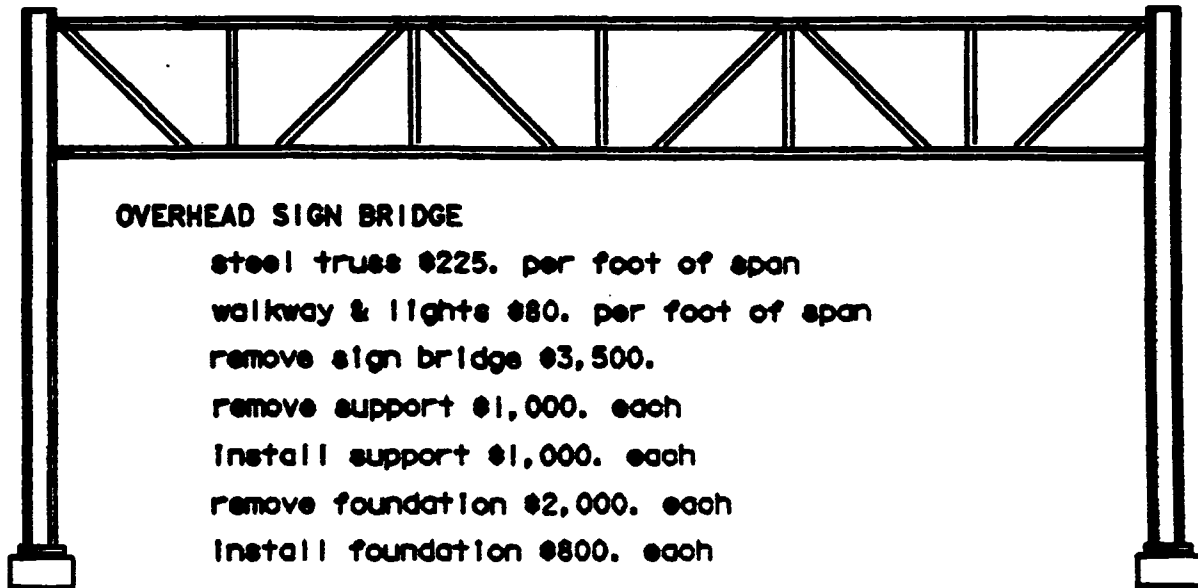 OVERHEAD SIGN BRIDGE
steel truss $225. per foot of span
walkway & lights $80. per foot of span
remove sign bridge $3,500.
remove support $1,000. each
install support $1,000. each
remove foundation $2,000. each
install foundation $800. each